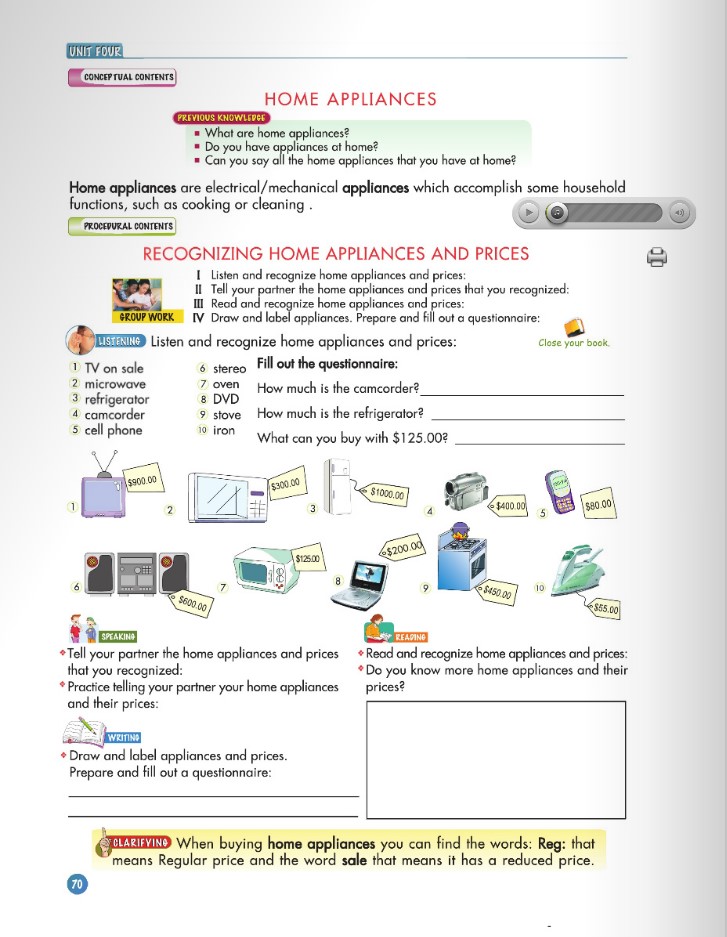 UNIT FOUR
CONCEPTUAL CONTENTS
HOME APPLIANCES
PREVIOUS KNOWLEDGE
What are home appliances?
Do you have appliances at home?
Can you say all the home appliances that you have at home?
Home appliances are electrical/mechanical appliances which accomplish some household
functions, such as cooking or cleaning .
PROCEDURAL CONTENTS
RECOGNIZING HOME APPLIANCES AND PRICES
I Listen and recognize home appliances and prices:
II Tell your partner the home appliances and prices that you recognized:
III Read and recognize home appliances and prices:
IV Draw and label appliances. Prepare and fill out a questionnaire:
GROUP WORK
LISTENING Listen and recognize home appliances and prices:
Close your book.
1 TV on sale
2 microwave
3 refrigerator
4 camcorder
5 cell phone
6 stereo
7 oven
8 DVD
9 stove
10 iron
Fill out the questionnaire:
How much is the camcorder?
How much is the refrigerator?
What can you buy with $125.00?
1 $900.00
2 $300.00
3 $1000.00
4 $400.00
5 $80.00
6 $600.00
7 $125.00
8 $200.00
9 $450.00
10 $55.00
SPEAKING
Tell your partner the home appliances and prices
that you recognized:
Practice telling your partner your home appliances
and their prices:
READING
Read and recognize home appliances and prices:
Do you know more home appliances and their
prices?
WRITING
Draw and label appliances and prices.
Prepare and fill out a questionnaire:
CLARIFYING When buying home appliances you can find the words: Reg: that
means Regular price and the word sale that means it has a reduced price.
70